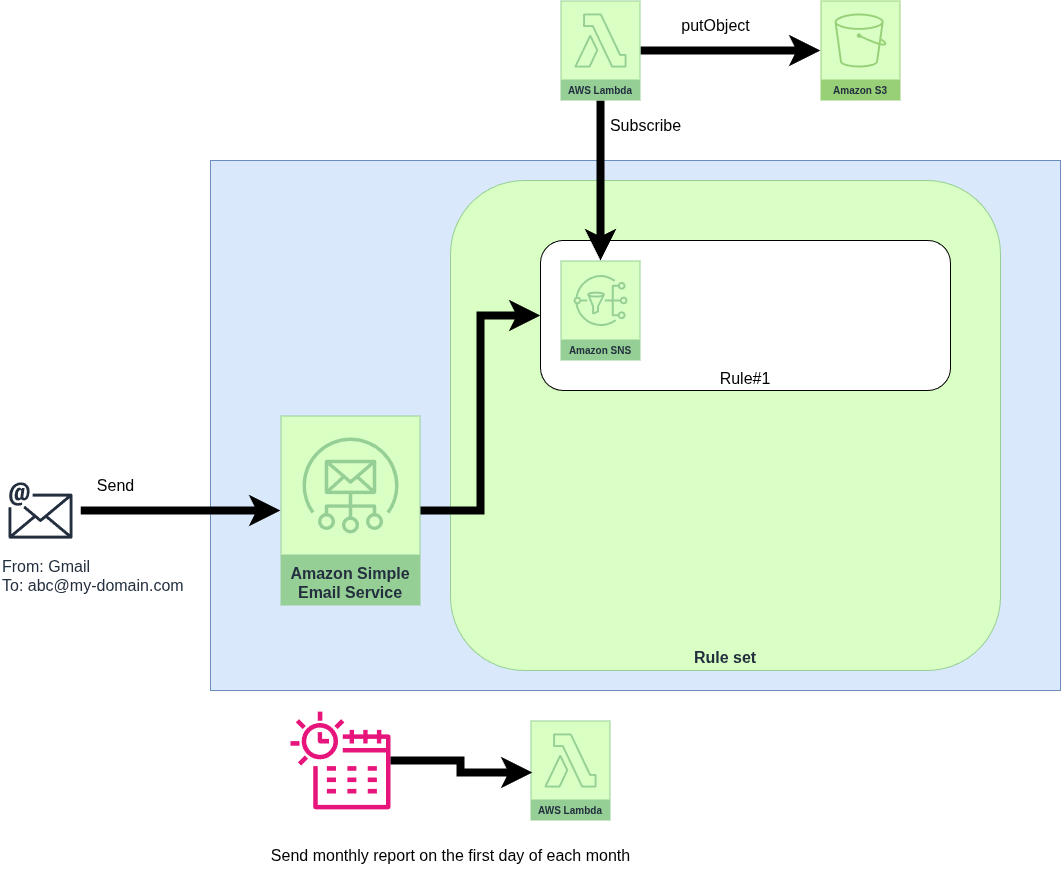 putObject
AWS Lambda
Amazon S3
Subscribe
Amazon SNS
Rule#1
Send
@
From: Gmail
To: abc@my-domain.com
Amazon Simple
Email Service
Rule set
AWS Lambda
Send monthly report on the first day of each month